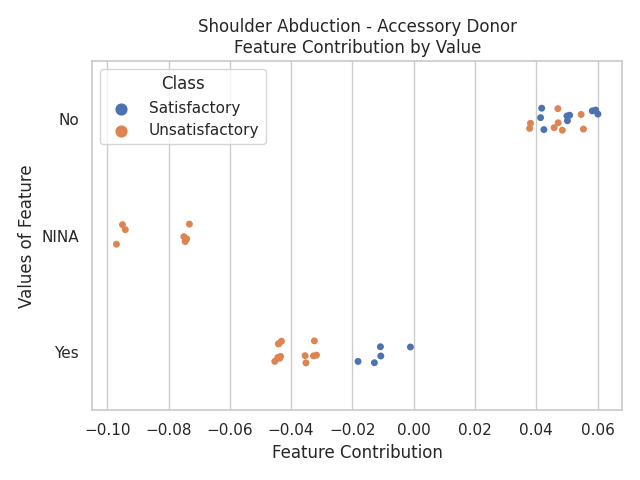 Shoulder Abduction - Accessory Donor
Feature Contribution by Value
Class
Satisfactory
Unsatisfactory
Values of Feature
No
NINA
Yes
−0.10 −0.08 −0.06 −0.04 −0.02 0.00 0.02 0.04 0.06
Feature Contribution